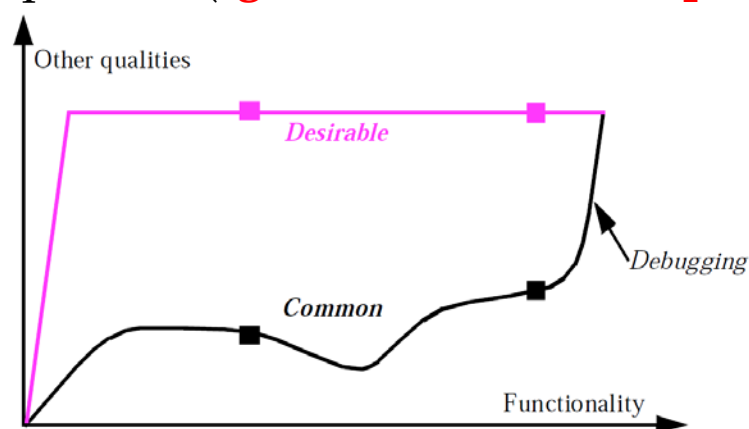 Other qualities
Desirable
Debugging
Common
Functionality